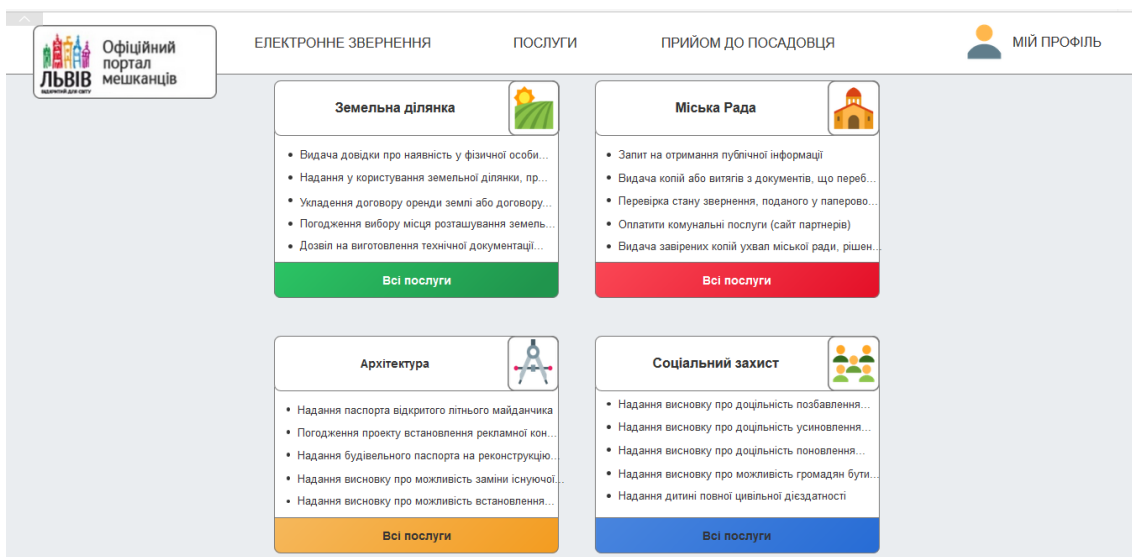 ЛЬВІВ
відкритий для світу
Офіційний
портал
мешканців
ЕЛЕКТРОННЕ ЗВЕРНЕННЯ
ПОСЛУГИ
ПРИЙОМ ДО ПОСАДОВЦЯ
МІЙ ПРОФІЛЬ
Земельна ділянка
Видача довідки про наявність у фізичної особи...
Надання у користування земельної ділянки, пр...
Укладення договору оренди землі або договору...
Погодження вибору місця розташування земель...
Дозвіл на виготовлення технічної документації...
Всі послуги
Міська Рада
Запит на отримання публічної інформації
Видача копій або витягів з документів, що переб...
Перевірка стану звернення, поданого у паперово...
Оплатити комунальні послуги (сайт партнерів)
Видача завірених копій ухвал міської ради, рішен...
Всі послуги
Архітектура
Надання паспорта відкритого літнього майданчика
Погодження проекту встановлення рекламної кон...
Надання будівельного паспорта на реконструкцію...
Надання висновку про можливість заміни існуючої...
Надання висновку про можливість встановлення...
Всі послуги
Соціальний захист
Надання висновку про доцільність позбавлення...
Надання висновку про доцільність усиновлення...
Надання висновку про доцільність поновлення...
Надання висновку про можливість громадян бути...
Надання дитині повної цивільної дієздатності
Всі послуги